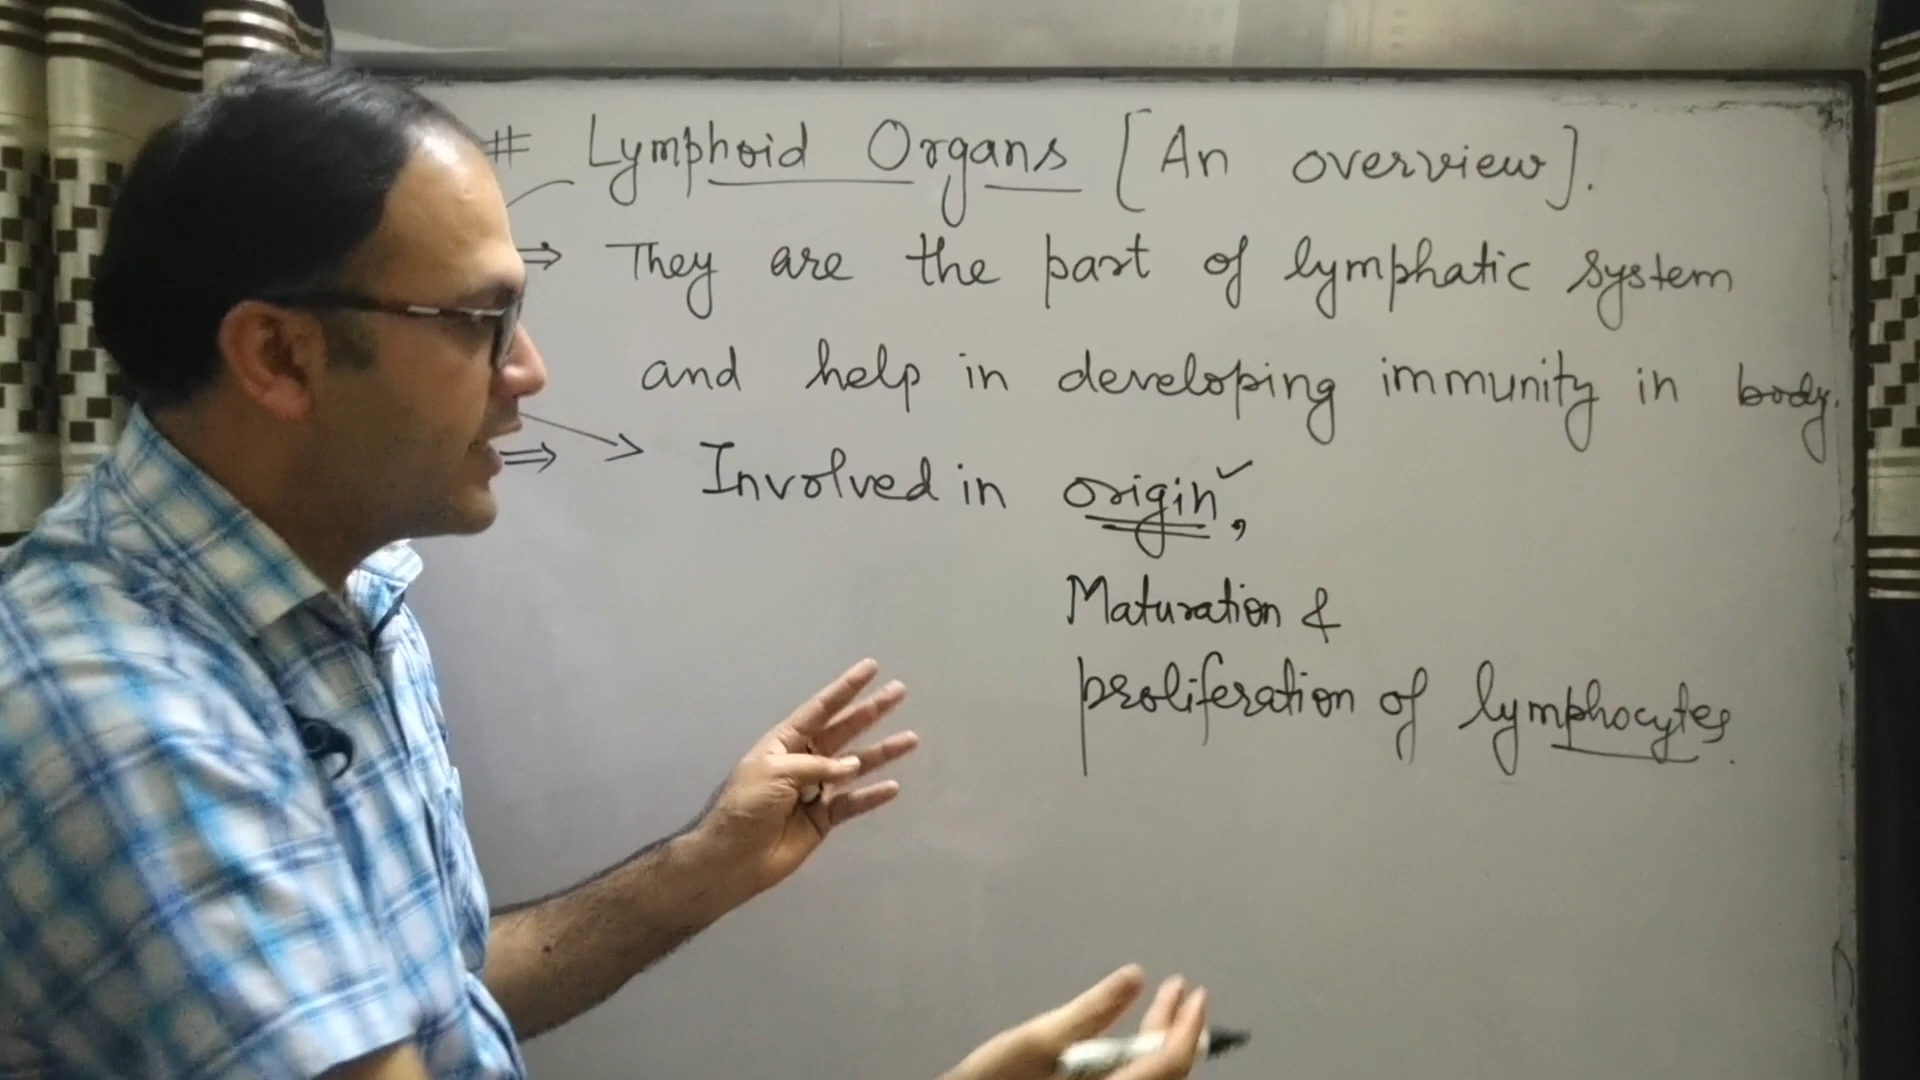 # Lymphoid Organs [An overview].
⇒ They are the part of lymphatic system
and help in developing immunity in body.
⇒ > Involved in origin ✓,
Maturation &
proliferation of lymphocytes.